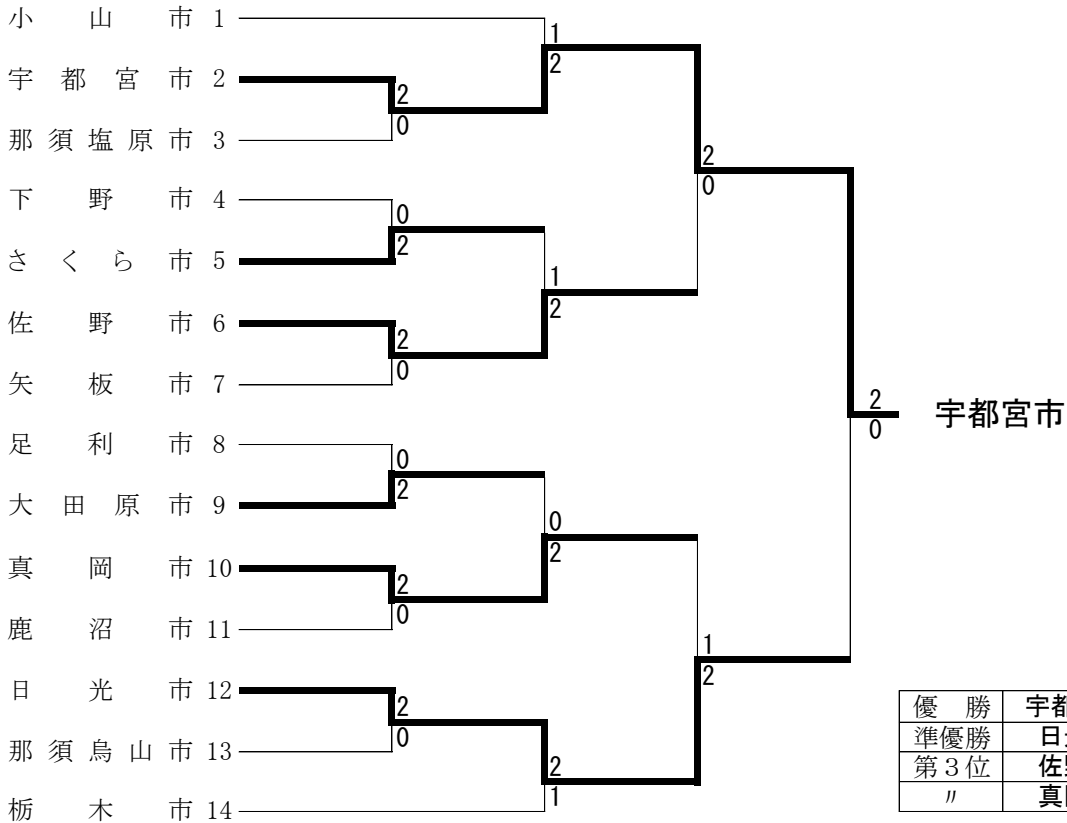 小山市 1
1
2
宇都宮市 2
2
0
那須塩原市 3
2
0
下野市 4
0
2
さくら市 5
1
2
佐野市 6
2
0
矢板市 7
2
0
宇都宮市
足利市 8
0
2
大田原市 9
0
2
真岡市 10
2
0
鹿沼市 11
1
2
日光市 12
2
0
那須烏山市 13
2
1
栃木市 14
優勝 宇都
準優勝 日
第３位 佐
〃 真